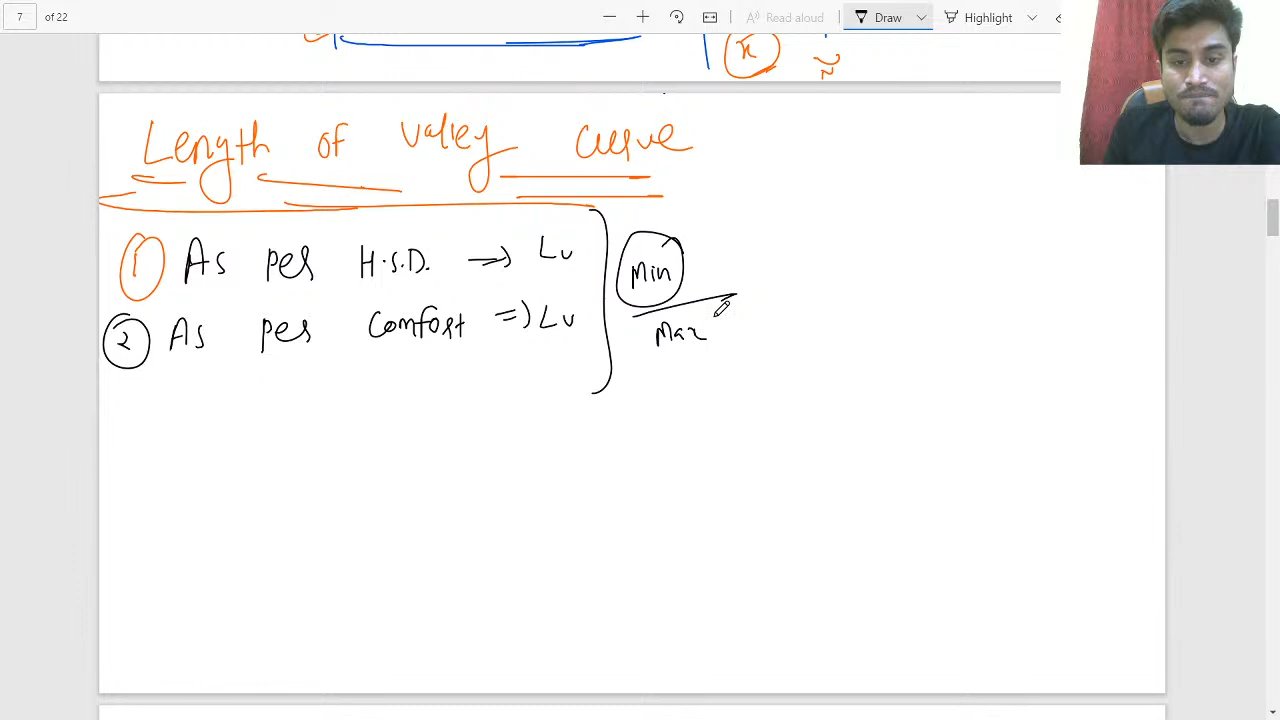 7 of 22 Read aloud Draw Highlight
x
Length of valley curve
1 As per H.S.D. → Lv
2 As per Comfort => Lv
Min
Max